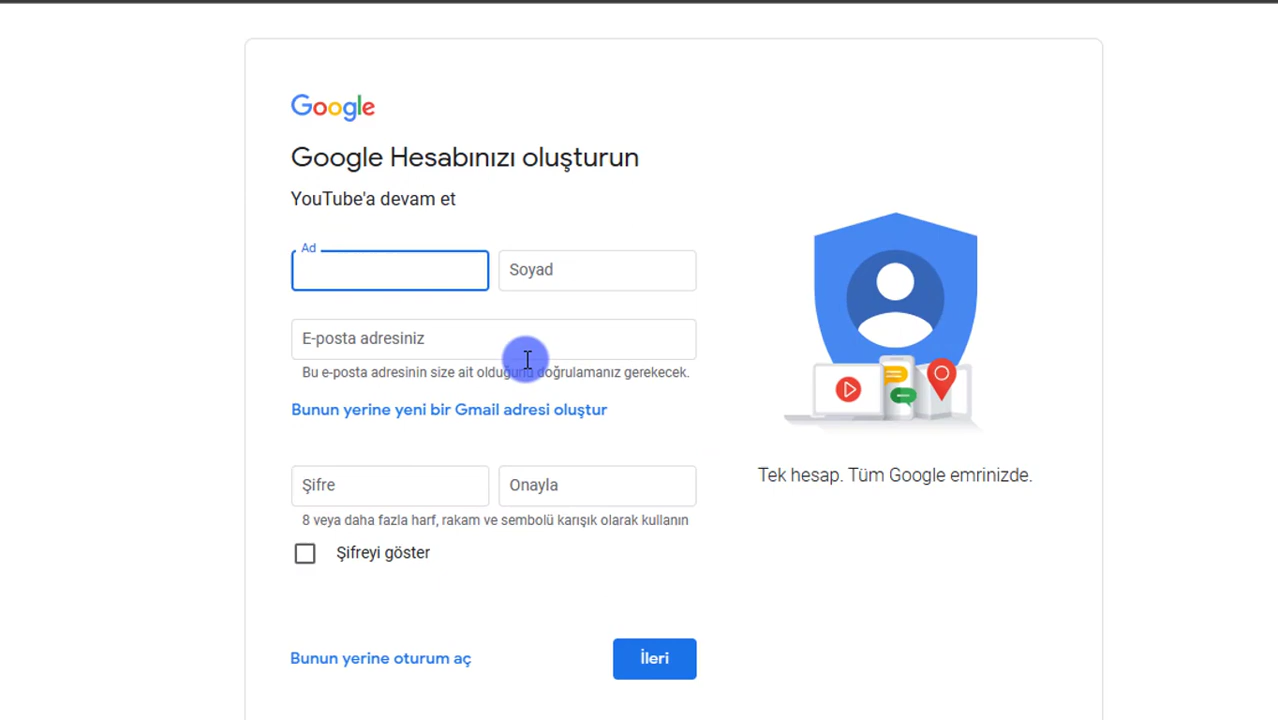 Google
Google Hesabınızı oluşturun
YouTube'a devam et
Ad
Soyad
E-posta adresiniz
Bu e-posta adresinin size ait olduğunu doğrulamanız gerekecek.
Bunun yerine yeni bir Gmail adresi oluştur
Şifre
Onayla
8 veya daha fazla harf, rakam ve sembolü karışık olarak kullanın
Şifreyi göster
Tek hesap. Tüm Google emrinizde.
Bunun yerine oturum aç
İleri